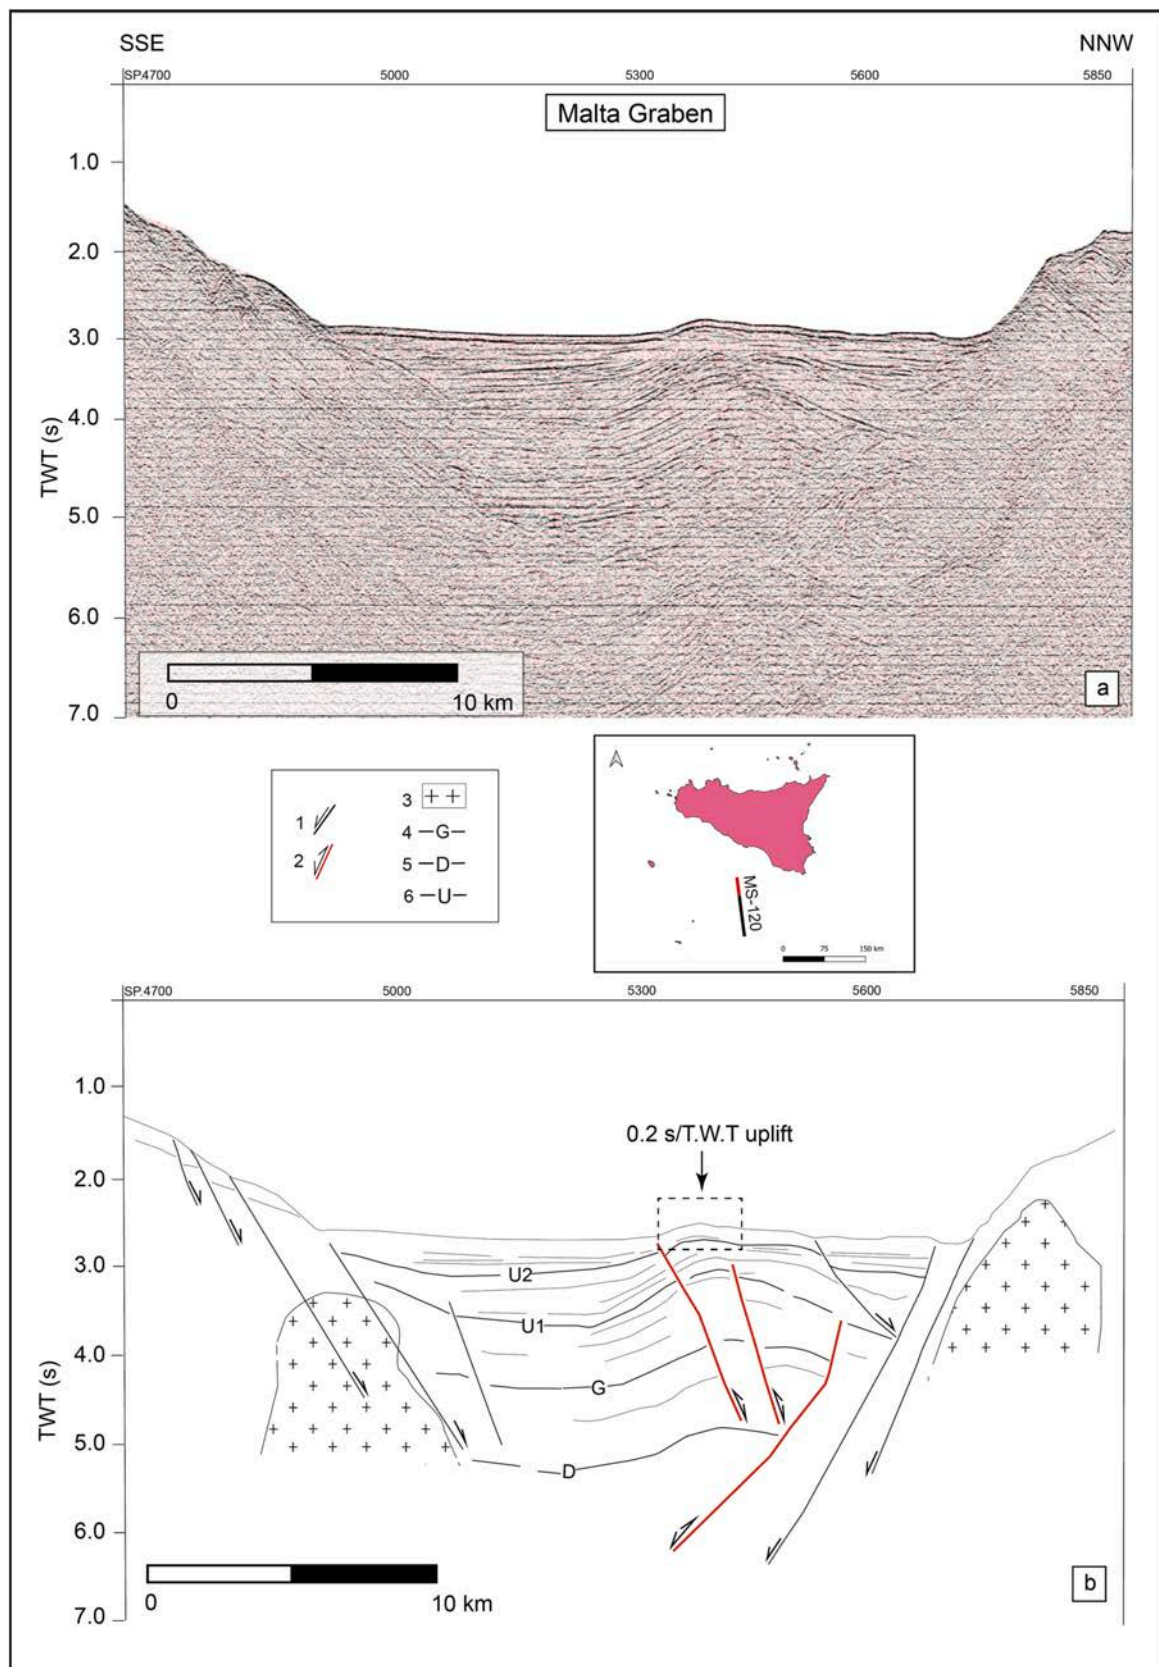 SSE NNW
SP.4700 5000 5300 5600 5850
Malta Graben
1.0
2.0
3.0
4.0
5.0
6.0
7.0
TWT (s)
0 10 km
a
1
2
3 + +
4 —G—
5 —D—
6 —U—
MS-120
0 75 150 km
SP.4700 5000 5300 5600 5850
1.0
2.0
3.0
4.0
5.0
6.0
7.0
TWT (s)
0.2 s/T.W.T uplift
U2
U1
G
D
0 10 km
b